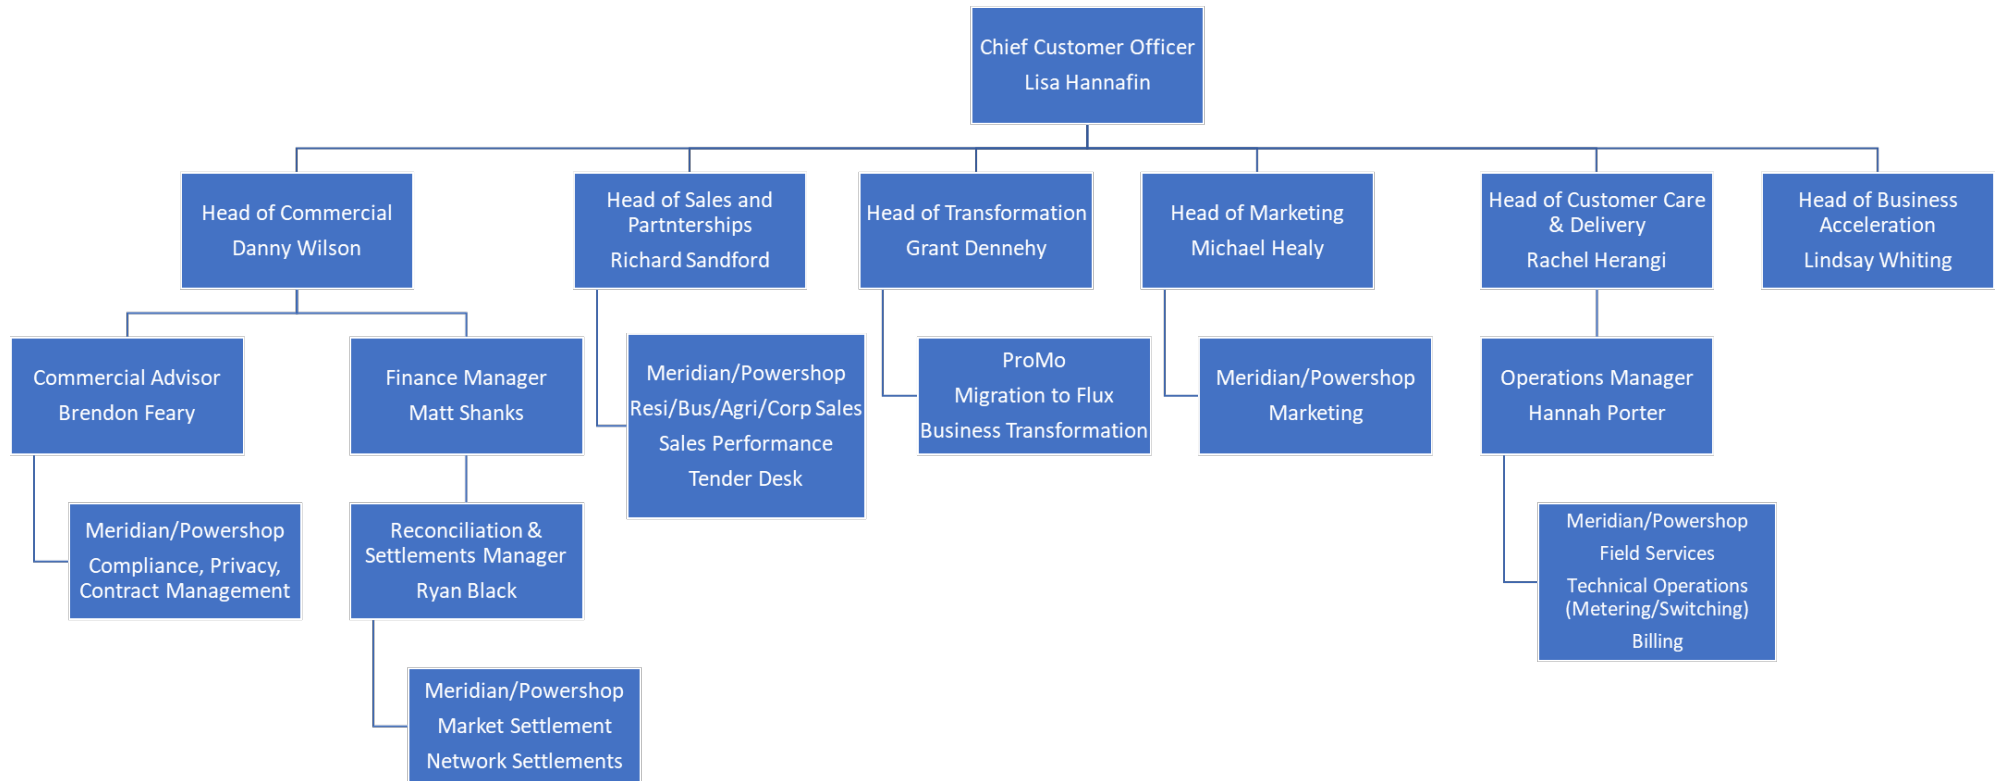 Chief Customer Officer
Lisa Hannafin
Head of Commercial
Danny Wilson
Head of Sales and
Partnterships
Richard Sandford
Head of Transformation
Grant Dennehy
Head of Marketing
Michael Healy
Head of Customer Care
& Delivery
Rachel Herangi
Head of Business
Acceleration
Lindsay Whiting
Commercial Advisor
Brendon Feary
Finance Manager
Matt Shanks
Meridian/Powershop
Resi/Bus/Agri/Corp Sales
Sales Performance
Tender Desk
ProMo
Migration to Flux
Business Transformation
Meridian/Powershop
Marketing
Operations Manager
Hannah Porter
Meridian/Powershop
Compliance, Privacy,
Contract Management
Reconciliation &
Settlements Manager
Ryan Black
Meridian/Powershop
Field Services
Technical Operations
(Metering/Switching)
Billing
Meridian/Powershop
Market Settlement
Network Settlements